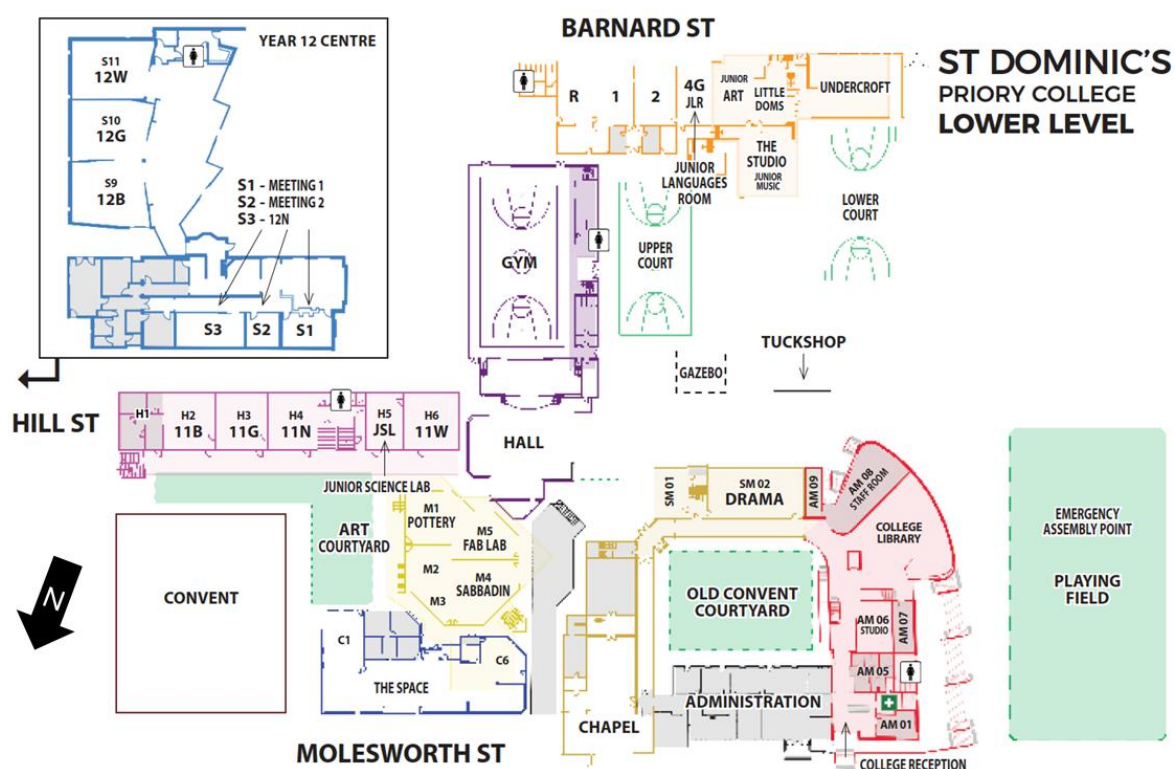 BARNARD ST
ST DOMINIC'S
PRIORY COLLEGE
LOWER LEVEL
YEAR 12 CENTRE
S11
12W
S10
12G
S9
12B
S1 - MEETING 1
S2 - MEETING 2
S3 - 12N
S3
S2
S1
R
1
2
4G
JLR
JUNIOR
ART
LITTLE
DOMS
UNDERCROFT
THE STUDIO
JUNIOR
MUSIC
JUNIOR
LANGUAGES
ROOM
GYM
UPPER
COURT
LOWER
COURT
TUCKSHOP
GAZEBO
HILL ST
H1
H2
11B
H3
11G
H4
11N
H5
JSL
H6
11W
HALL
JUNIOR SCIENCE LAB
ART
COURTYARD
M1
POTTERY
M5
FAB LAB
M2
M4
SABBADIN
M3
SM 01
SM 02
DRAMA
AM 09
AM 08
STAFF ROOM
COLLEGE
LIBRARY
EMERGENCY
ASSEMBLY POINT
PLAYING
FIELD
N
CONVENT
OLD CONVENT
COURTYARD
C1
C6
THE SPACE
CHAPEL
ADMINISTRATION
AM 06
STUDIO
AM 07
AM 05
AM 01
MOLESWORTH ST
COLLEGE RECEPTION